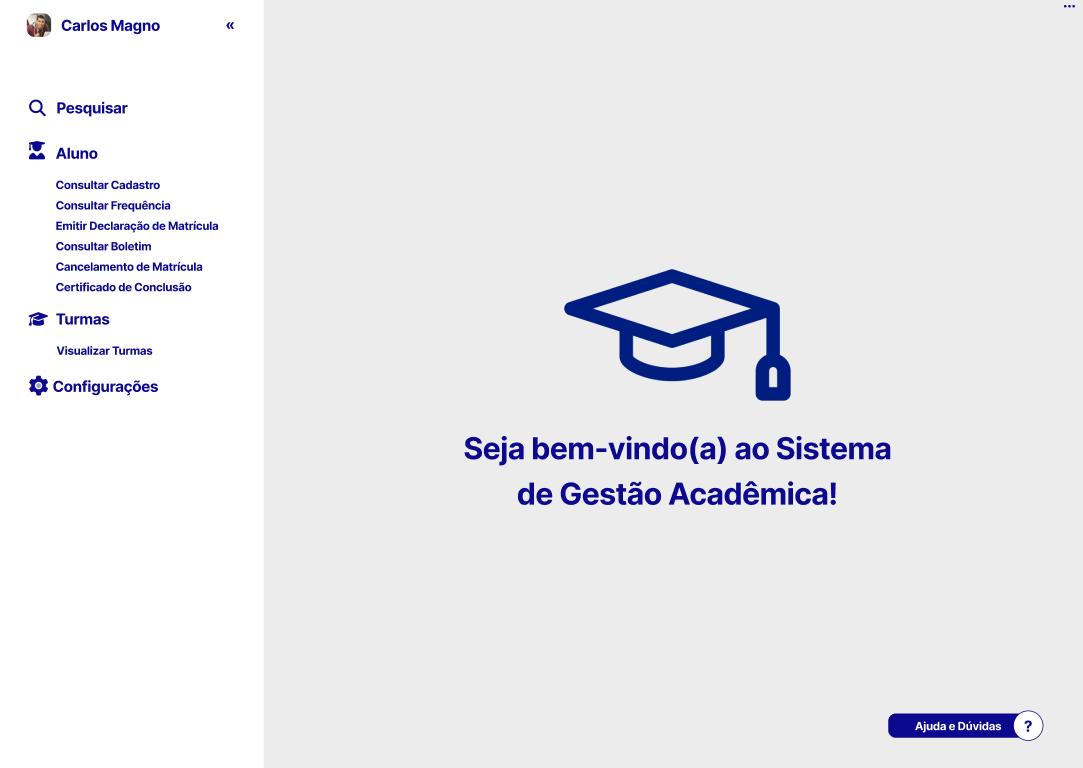 Carlos Magno «
Pesquisar
Aluno
Consultar Cadastro
Consultar Frequência
Emitir Declaração de Matrícula
Consultar Boletim
Cancelamento de Matrícula
Certificado de Conclusão
Turmas
Visualizar Turmas
Configurações
Seja bem-vindo(a) ao Sistema
de Gestão Acadêmica!
Ajuda e Dúvidas ?